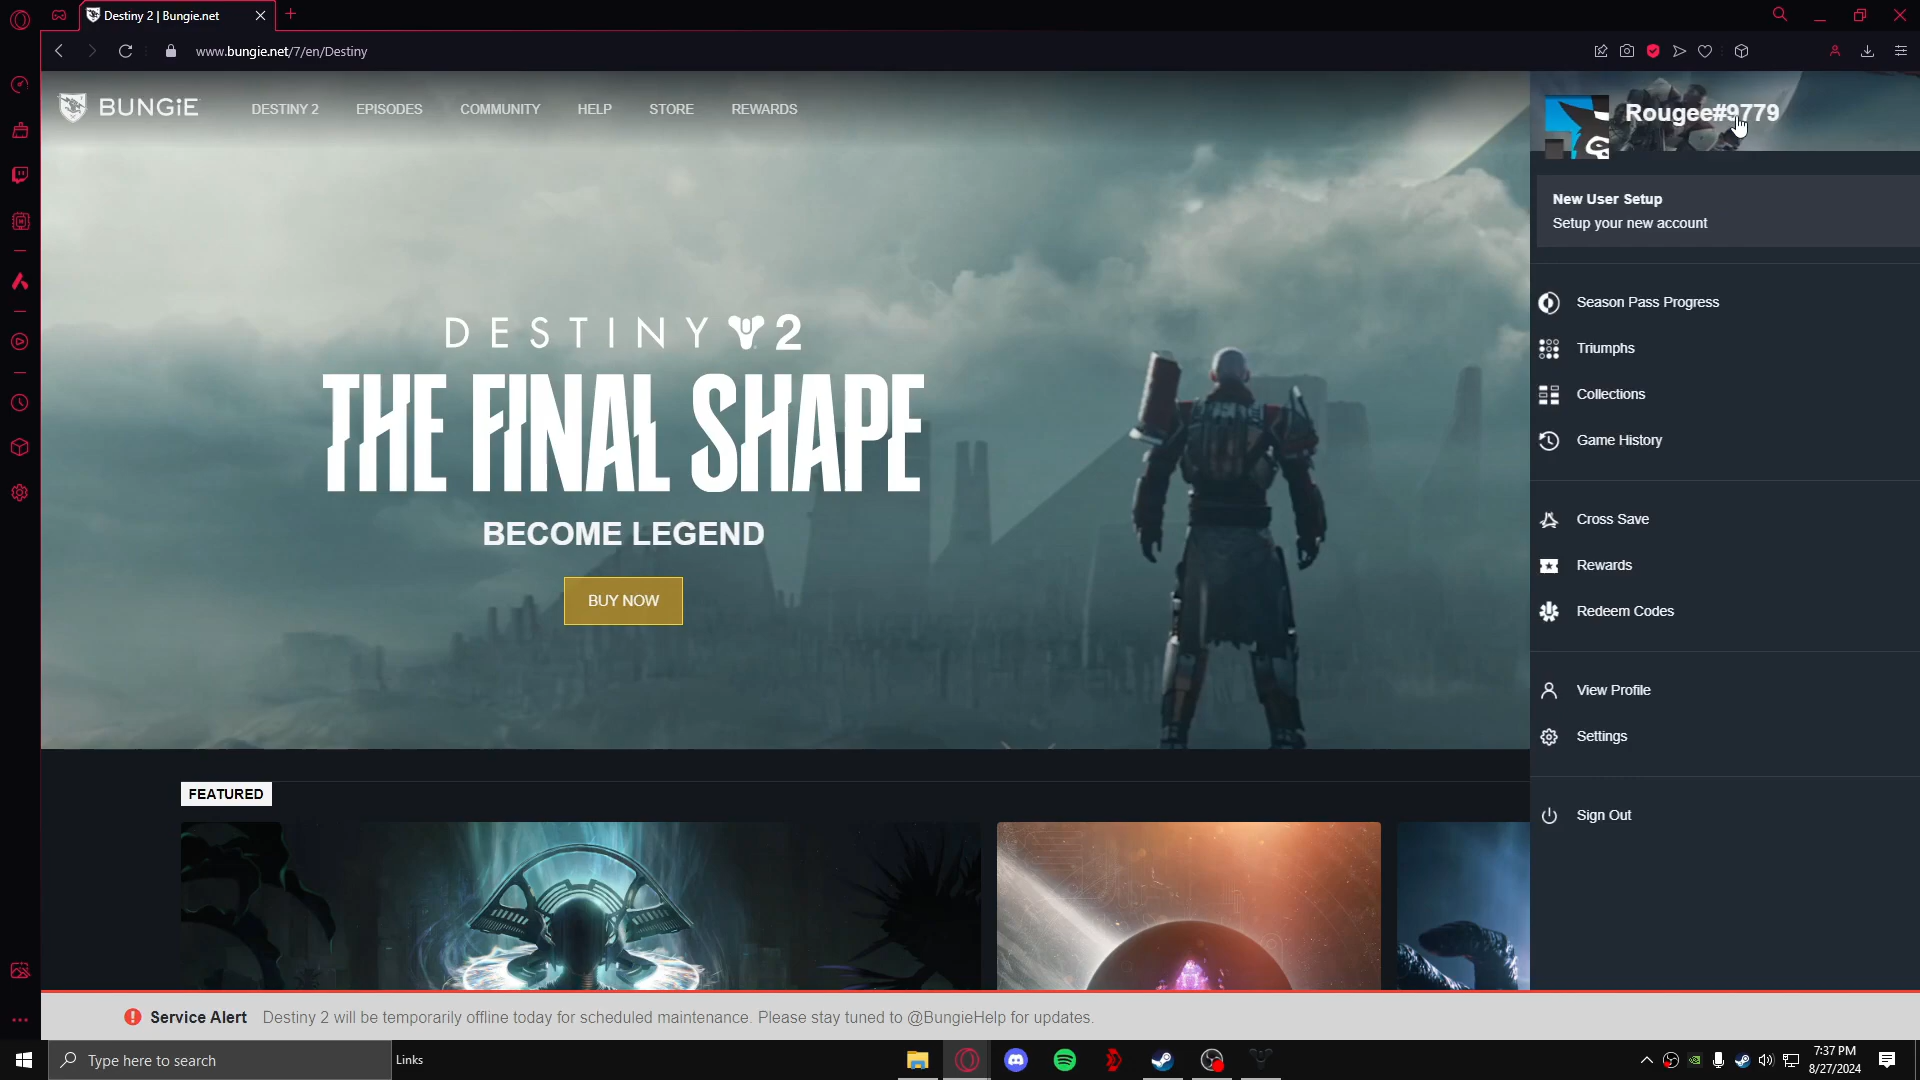 Destiny 2 | Bungie.net
www.bungie.net/7/en/Destiny
BUNGiE
DESTINY 2
EPISODES
COMMUNITY
HELP
STORE
REWARDS
Rougee#9779
New User Setup
Setup your new account
Season Pass Progress
Triumphs
Collections
Game History
Cross Save
Rewards
Redeem Codes
View Profile
Settings
Sign Out
DESTINY 2
THE FINAL SHAPE
BECOME LEGEND
BUY NOW
FEATURED
Service Alert Destiny 2 will be temporarily offline today for scheduled maintenance. Please stay tuned to @BungieHelp for updates.
Type here to search
Links
7:37 PM
8/27/2024